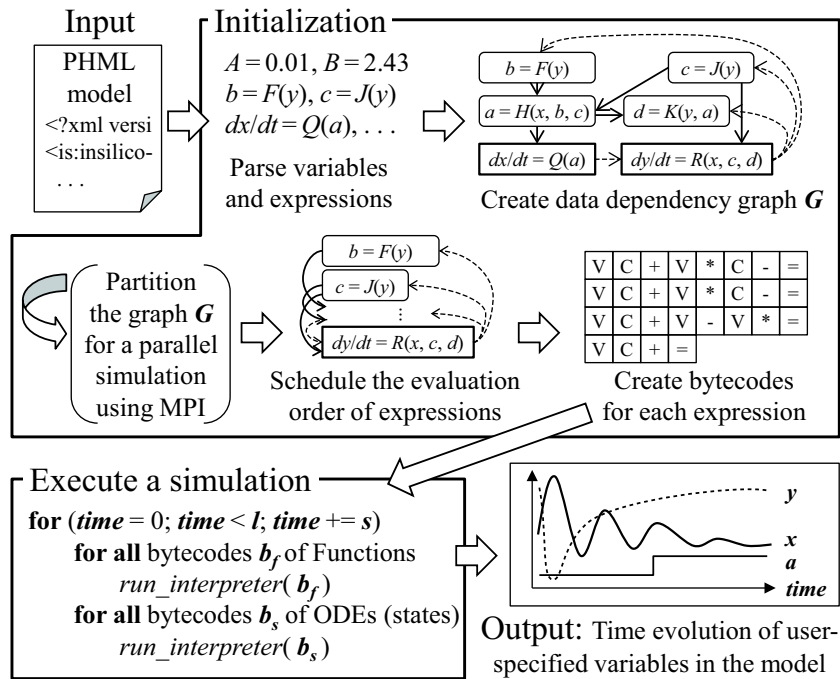 Input
PHML
model
<?xml versi
<is:insilico-
. . .
Initialization
A = 0.01, B = 2.43
b = F(y), c = J(y)
dx/dt = Q(a), . . .
Parse variables
and expressions
b = F(y)
c = J(y)
a = H(x, b, c)
d = K(y, a)
dx/dt = Q(a)
dy/dt = R(x, c, d)
Create data dependency graph G
Partition
the graph G
for a parallel
simulation
using MPI
b = F(y)
c = J(y)
⋮
dy/dt = R(x, c, d)
Schedule the evaluation
order of expressions
V C + V * C - =
V C + V * C - =
V C + V - V * =
V C + =
Create bytecodes
for each expression
Execute a simulation
for (time = 0; time < l; time += s)
for all bytecodes b_f of Functions
run_interpreter( b_f )
for all bytecodes b_s of ODEs (states)
run_interpreter( b_s )
y
x
a
time
Output: Time evolution of user-
specified variables in the model